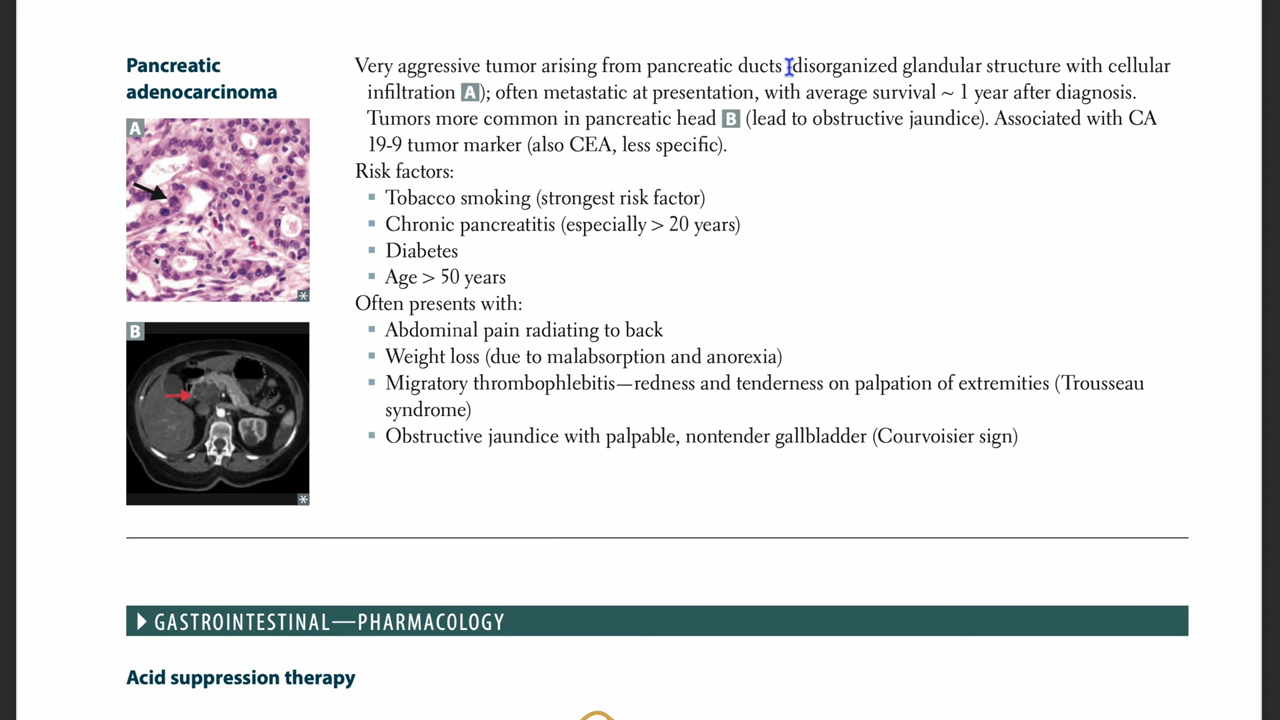 Pancreatic
adenocarcinoma
A
B
Very aggressive tumor arising from pancreatic ducts (disorganized glandular structure with cellular
infiltration A); often metastatic at presentation, with average survival ~ 1 year after diagnosis.
Tumors more common in pancreatic head B (lead to obstructive jaundice). Associated with CA
19-9 tumor marker (also CEA, less specific).
Risk factors:
▪ Tobacco smoking (strongest risk factor)
▪ Chronic pancreatitis (especially > 20 years)
▪ Diabetes
▪ Age > 50 years
Often presents with:
▪ Abdominal pain radiating to back
▪ Weight loss (due to malabsorption and anorexia)
▪ Migratory thrombophlebitis—redness and tenderness on palpation of extremities (Trousseau
syndrome)
▪ Obstructive jaundice with palpable, nontender gallbladder (Courvoisier sign)
GASTROINTESTINAL—PHARMACOLOGY
Acid suppression therapy